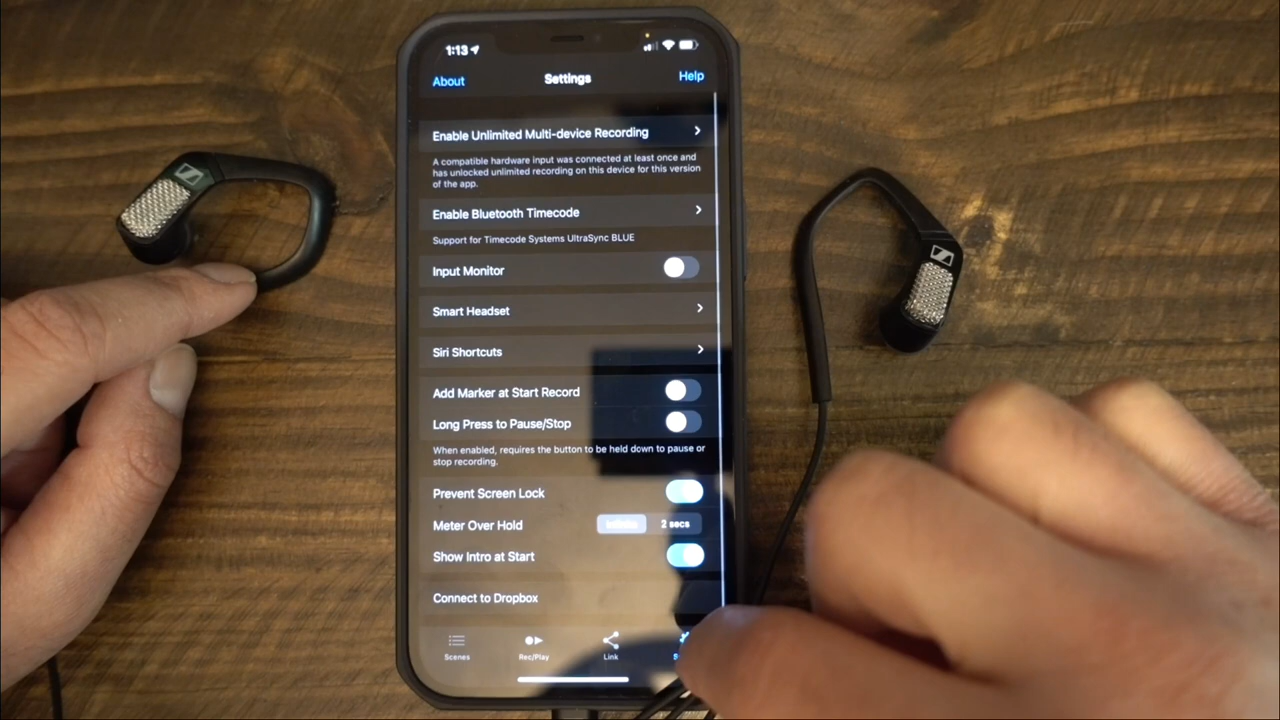 1:13
About Settings Help
Enable Unlimited Multi-device Recording
A compatible hardware input was connected at least once and
has unlocked unlimited recording on this device for this version
of the app.
Enable Bluetooth Timecode
Support for Timecode Systems UltraSync BLUE
Input Monitor
Smart Headset
Siri Shortcuts
Add Marker at Start Record
Long Press to Pause/Stop
When enabled, requires the button to be held down to pause or
stop recording.
Prevent Screen Lock
Meter Over Hold Infinite 2 secs
Show Intro at Start
Connect to Dropbox
Scenes Rec/Play Link